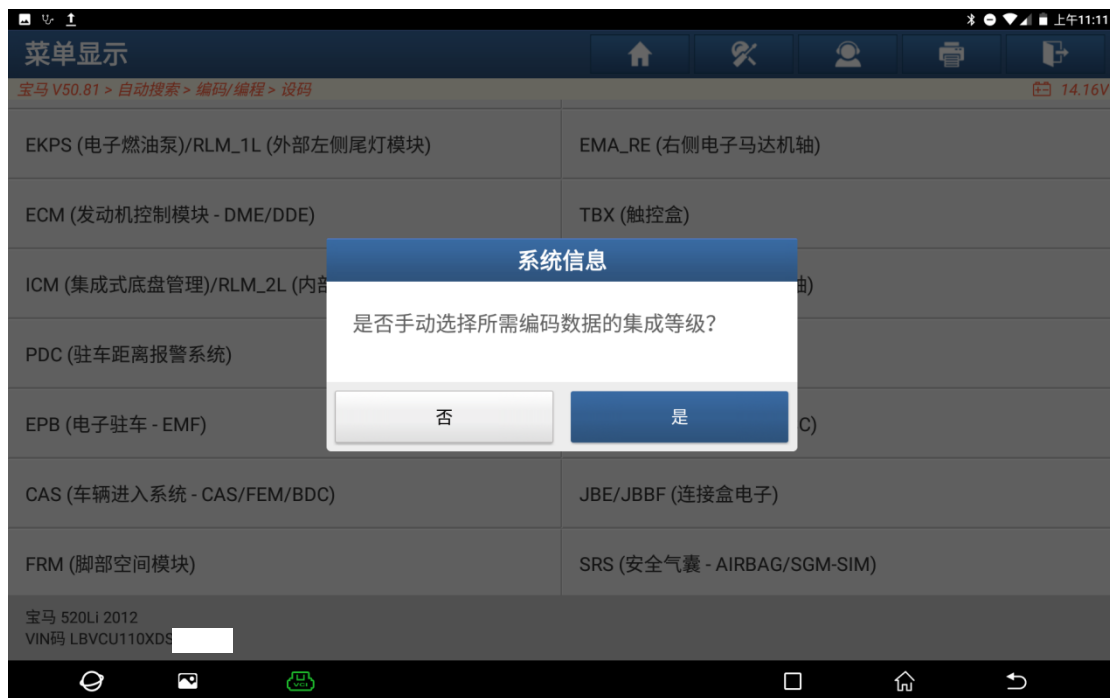 上午11:11
菜单显示
宝马 V50.81 > 自动搜索 > 编码/编程 > 设码
14.16V
EKPS (电子燃油泵)/RLM_1L (外部左侧尾灯模块)
EMA_RE (右侧电子马达机轴)
ECM (发动机控制模块 - DME/DDE)
TBX (触控盒)
系统信息
ICM (集成式底盘管理)/RLM_2L (内部
由)
是否手动选择所需编码数据的集成等级?
PDC (驻车距离报警系统)
否
是
EPB (电子驻车 - EMF)
C)
CAS (车辆进入系统 - CAS/FEM/BDC)
JBE/JBBF (连接盒电子)
FRM (脚部空间模块)
SRS (安全气囊 - AIRBAG/SGM-SIM)
宝马 520Li 2012
VIN码 LBVCU110XDS
VCI